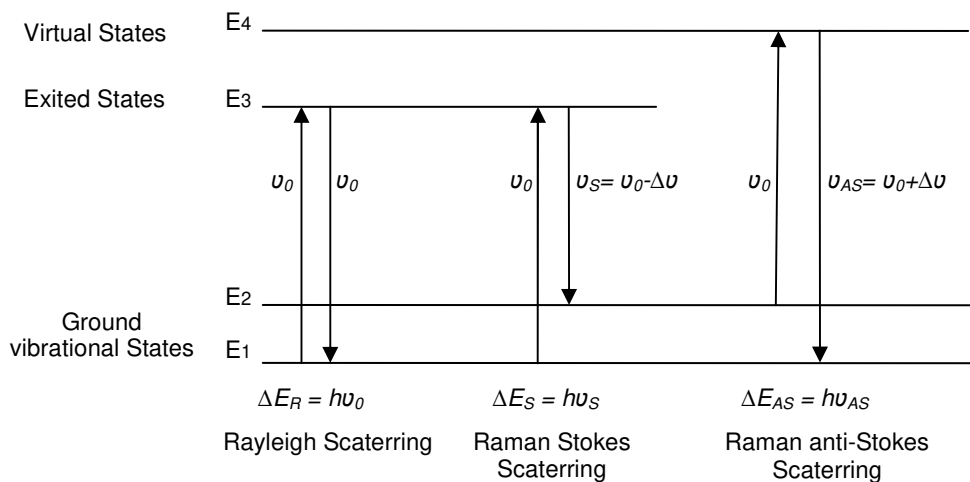 Virtual States E4
Exited States E3
υ0 υ0 υ0 υS= υ0-Δυ υ0 υAS= υ0+Δυ
E2
Ground
vibrational States E1
ΔER = hυ0 ΔES = hυS ΔEAS = hυAS
Rayleigh Scaterring Raman Stokes Raman anti-Stokes
Scaterring Scaterring